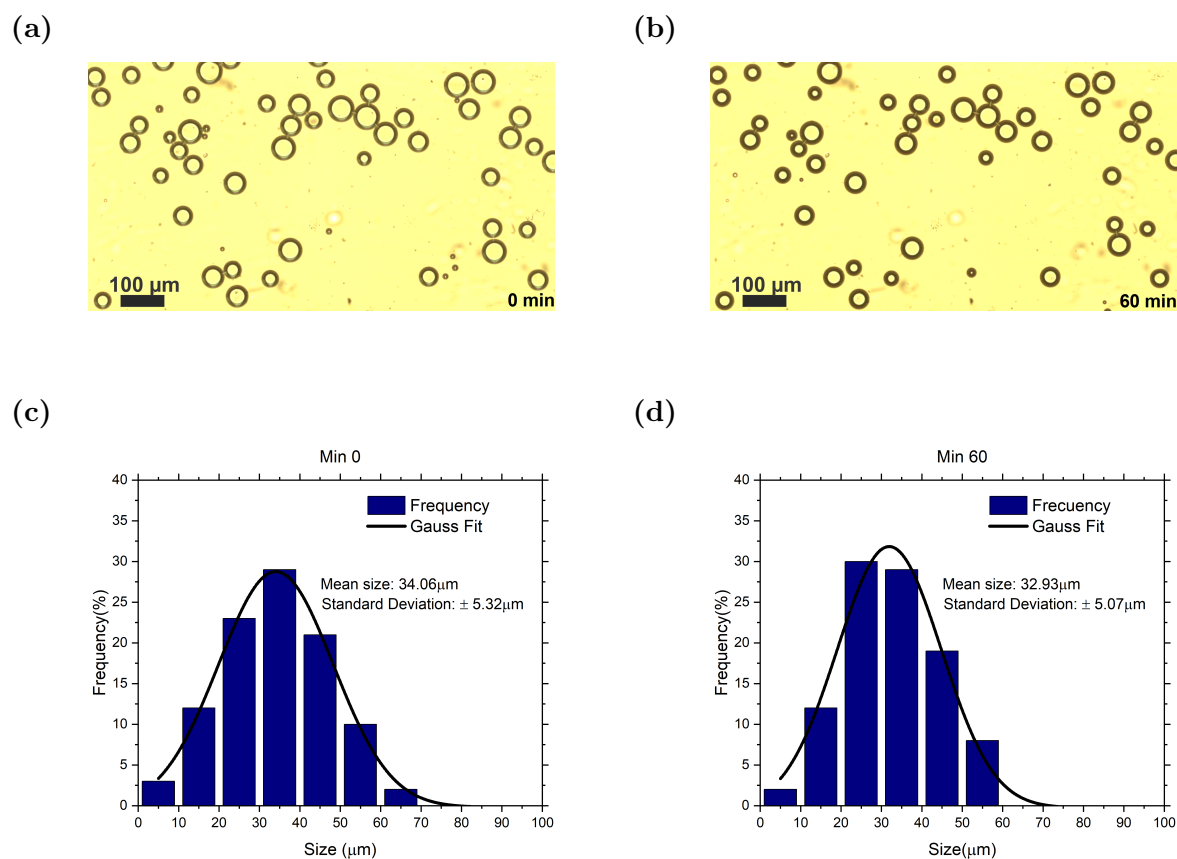 (a)
(b)
100 μm
0 min
100 μm
60 min
(c)
(d)
Min 0
40
35
30
25
20
15
10
5
0
Frequency(%)
Frequency
Gauss Fit
Mean size: 34.06μm
Standard Deviation: ± 5.32μm
0 10 20 30 40 50 60 70 80 90 100
Size (μm)
Min 60
40
35
30
25
20
15
10
5
0
Frequency(%)
Frecuency
Gauss Fit
Mean size: 32.93μm
Standard Deviation: ± 5.07μm
0 10 20 30 40 50 60 70 80 90 100
Size(μm)